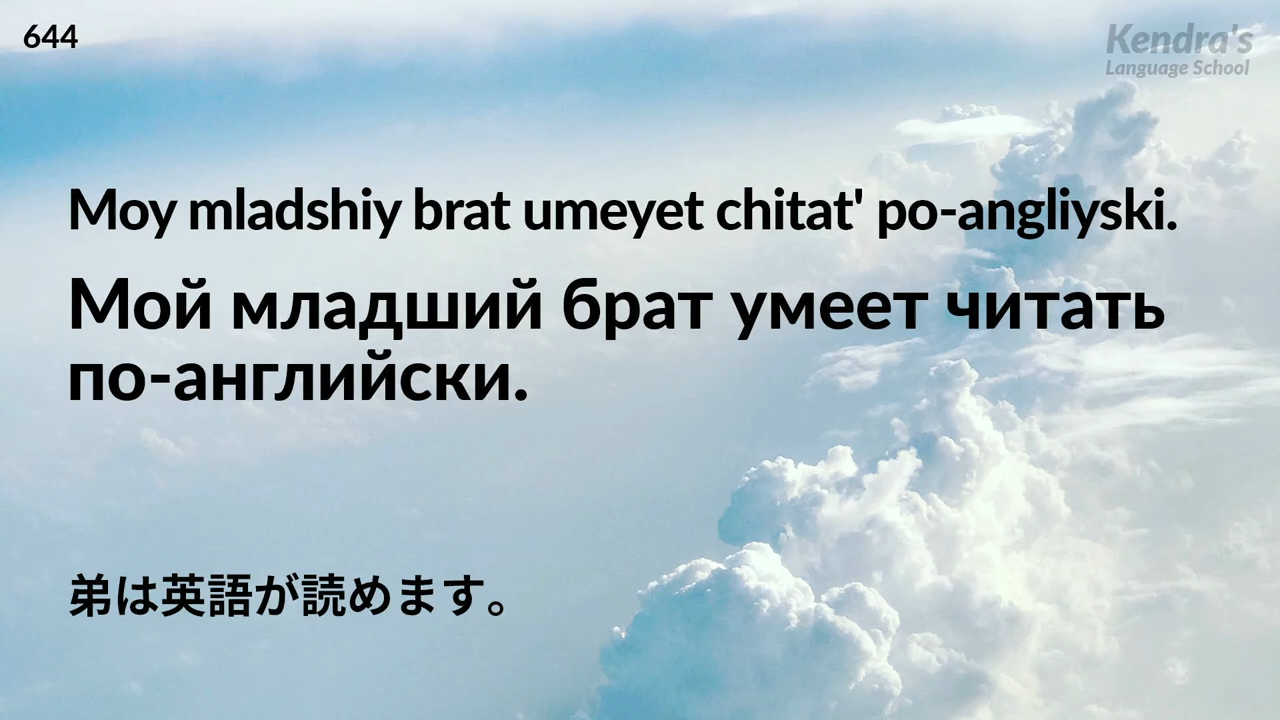 644
Kendra's
Language School
Moy mladshiy brat umeyet chitat' po-angliyski.
Мой младший брат умеет читать
по-английски.
弟は英語が読めます。